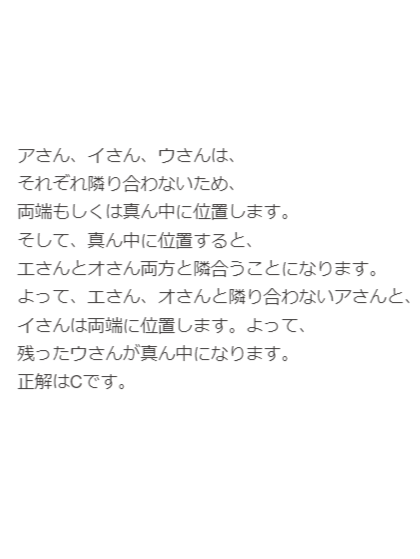 アさん、イさん、ウさんは、
それぞれ隣り合わないため、
両端もしくは真ん中に位置します。
そして、真ん中に位置すると、
エさんとオさん両方と隣合うことになります。
よって、エさん、オさんと隣り合わないアさんと、
イさんは両端に位置します。よって、
残ったウさんが真ん中になります。
正解はCです。